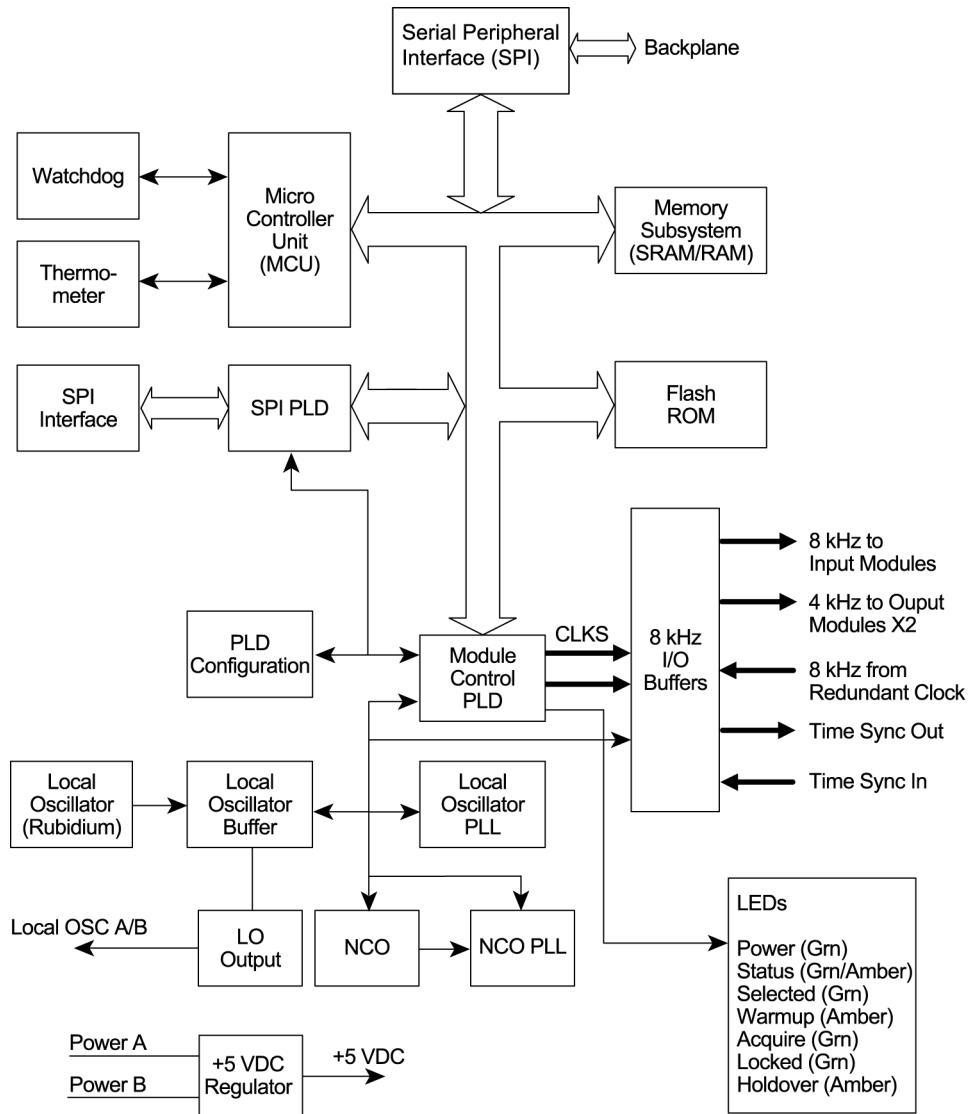 Serial Peripheral
Interface (SPI)
Backplane
Watchdog
Micro
Controller
Unit
(MCU)
Memory
Subsystem
(SRAM/RAM)
Thermo-
meter
SPI
Interface
SPI PLD
Flash
ROM
8 kHz to
Input Modules
4 kHz to Ouput
Modules X2
CLKS
8 kHz
I/O
Buffers
PLD
Configuration
Module
Control
PLD
8 kHz from
Redundant Clock
Time Sync Out
Time Sync In
Local
Oscillator
(Rubidium)
Local
Oscillator
Buffer
Local
Oscillator
PLL
Local OSC A/B
LO
Output
NCO
NCO PLL
LEDs
Power (Grn)
Status (Grn/Amber)
Selected (Grn)
Warmup (Amber)
Acquire (Grn)
Locked (Grn)
Holdover (Amber)
Power A
Power B
+5 VDC
Regulator
+5 VDC